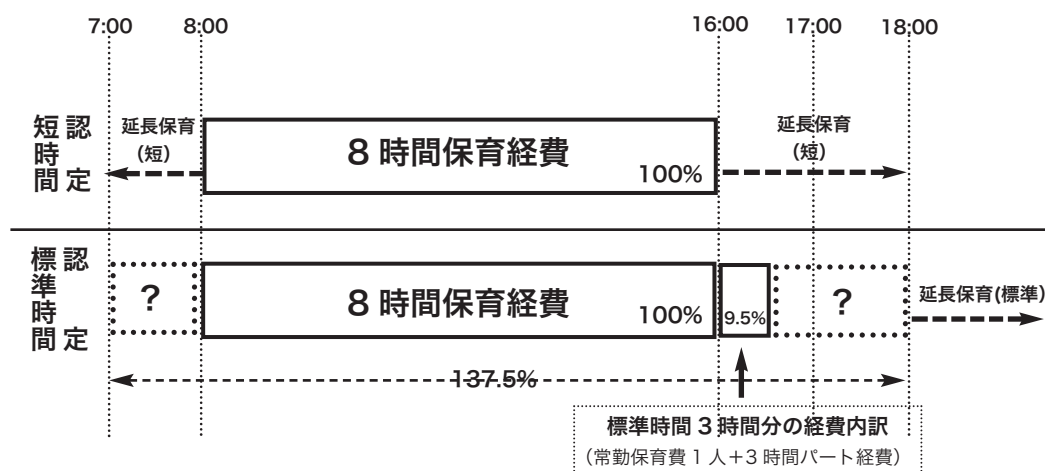 7:00 8:00 16:00 17:00 18:00
短時間認定
延長保育
(短)
8時間保育経費
100%
延長保育
(短)
標準時間認定
?
8時間保育経費
100%
9.5%
?
延長保育(標準)
137.5%
標準時間3時間分の経費内訳
(常勤保育費1人+3時間パート経費)